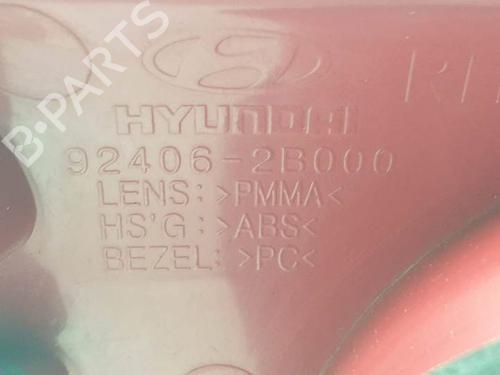 B·PARTS
HYUNDAI
92406-2B000
LENS: >PMMA<
HS'G: >ABS<
BEZEL: >PC<